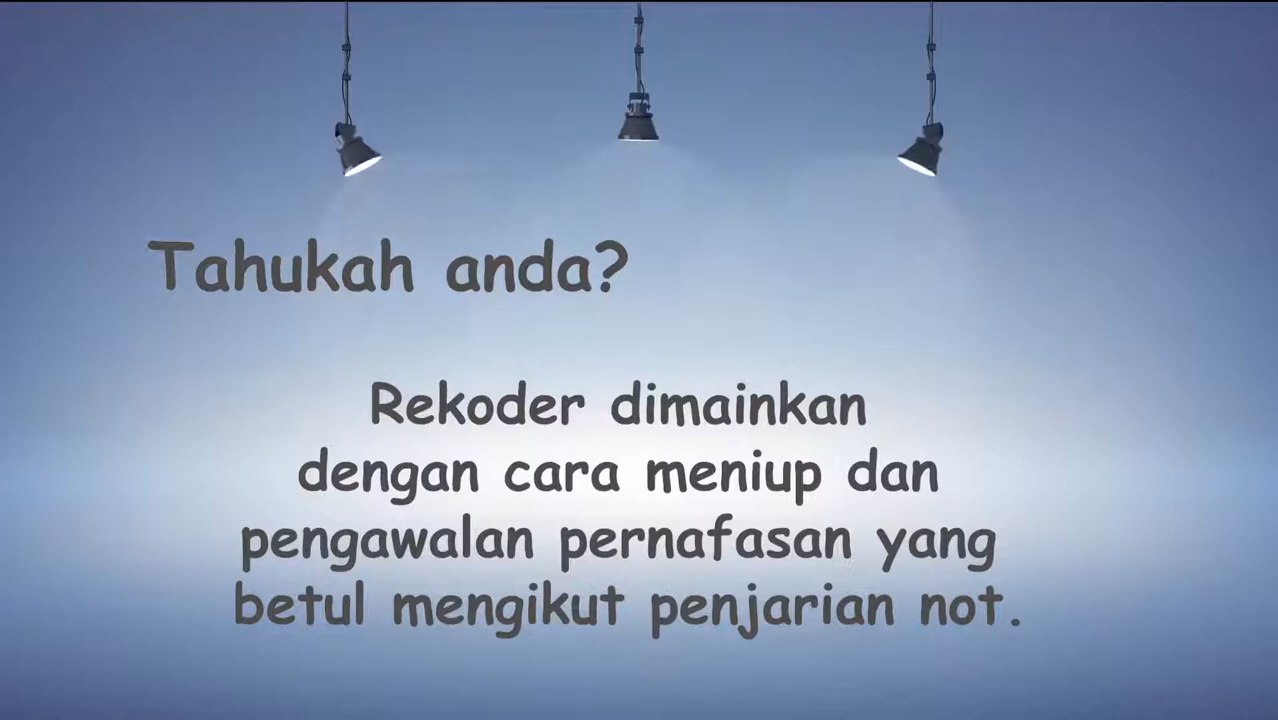 Tahukah anda?
Rekoder dimainkan
dengan cara meniup dan
pengawalan pernafasan yang
betul mengikut penjarian not.